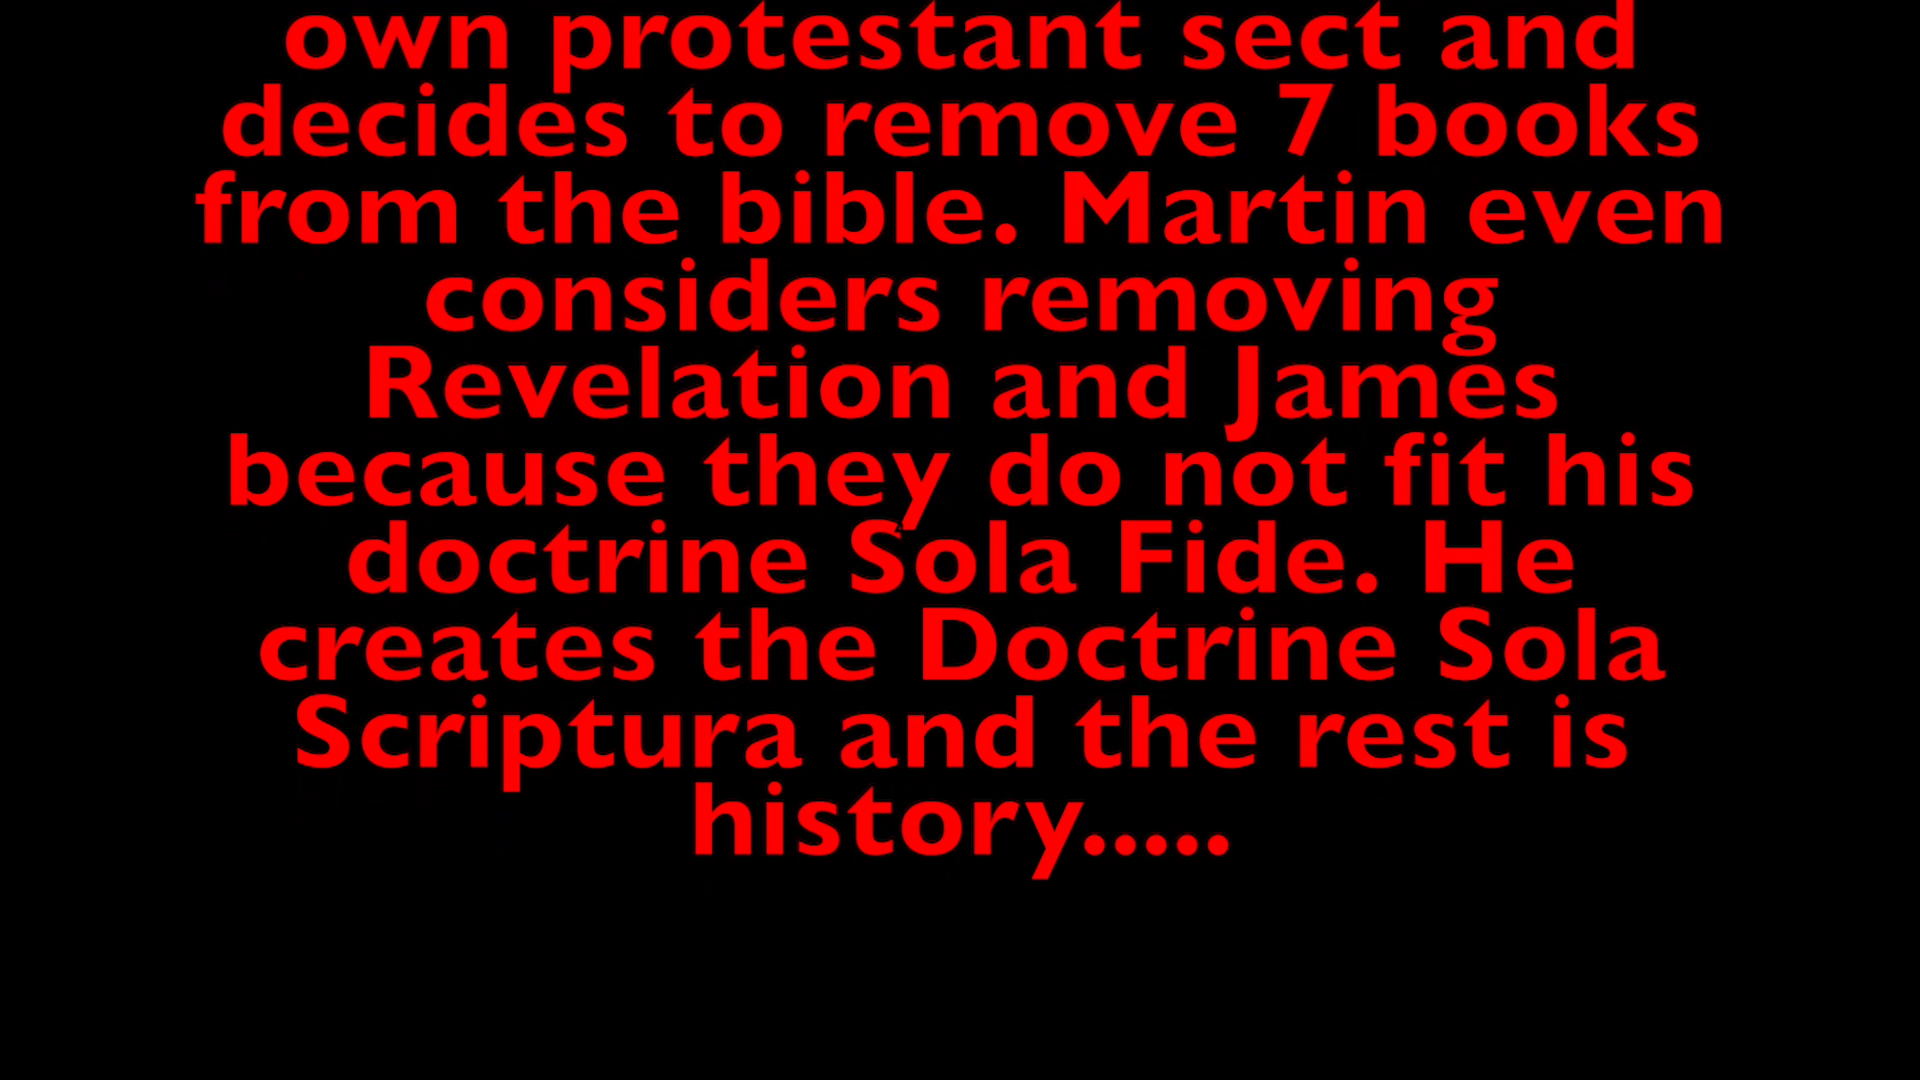 own protestant sect and
decides to remove 7 books
from the bible. Martin even
considers removing
Revelation and James
because they do not fit his
doctrine Sola Fide. He
creates the Doctrine Sola
Scriptura and the rest is
history.....